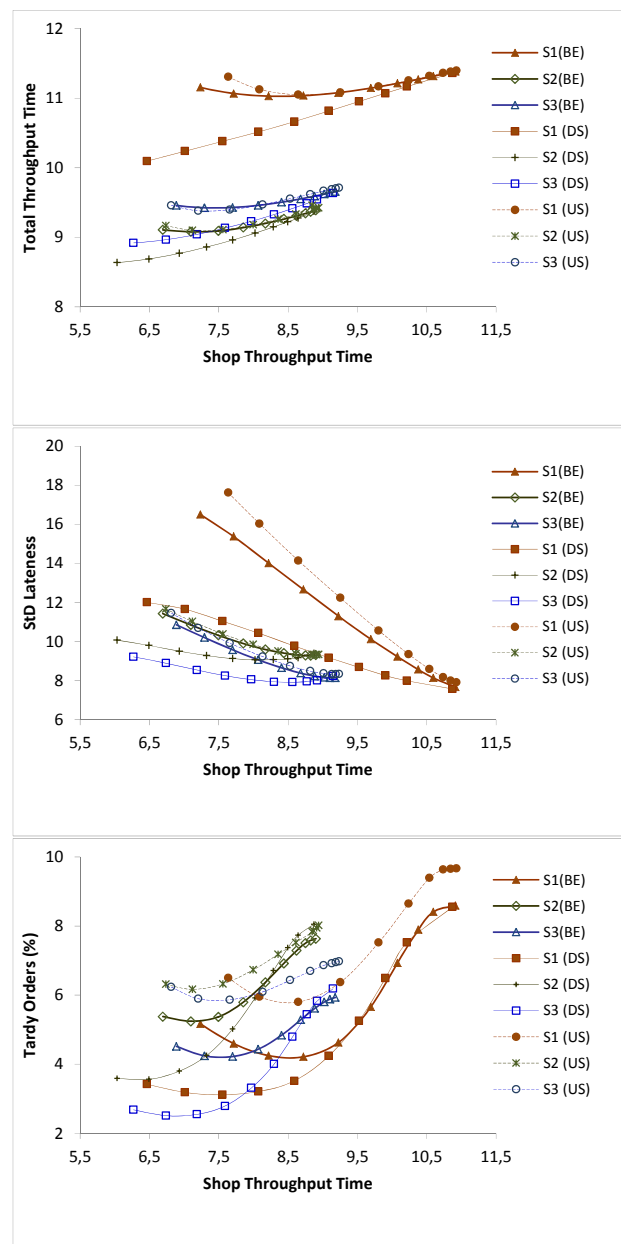 12
11
10
9
8
Total Throughput Time
5,5 6,5 7,5 8,5 9,5 10,5 11,5
Shop Throughput Time
S1(BE)
S2(BE)
S3(BE)
S1 (DS)
S2 (DS)
S3 (DS)
S1 (US)
S2 (US)
S3 (US)
20
18
16
14
12
10
8
6
StD Lateness
5,5 6,5 7,5 8,5 9,5 10,5 11,5
Shop Throughput Time
S1(BE)
S2(BE)
S3(BE)
S1 (DS)
S2 (DS)
S3 (DS)
S1 (US)
S2 (US)
S3 (US)
10
8
6
4
2
Tardy Orders (%)
5,5 6,5 7,5 8,5 9,5 10,5 11,5
Shop Throughput Time
S1(BE)
S2(BE)
S3(BE)
S1 (DS)
S2 (DS)
S3 (DS)
S1 (US)
S2 (US)
S3 (US)